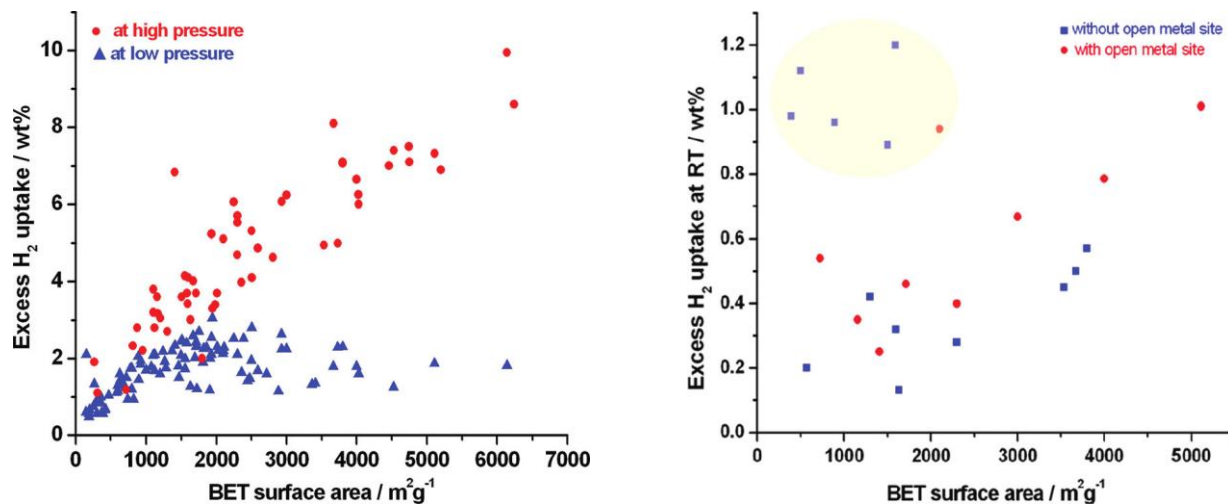 at high pressure
at low pressure
Excess H₂ uptake / wt%
10
8
6
4
2
0
0 1000 2000 3000 4000 5000 6000 7000
BET surface area / m²g⁻¹
without open metal site
with open metal site
Excess H₂ uptake at RT / wt%
1.2
1.0
0.8
0.6
0.4
0.2
0.0
0 1000 2000 3000 4000 5000
BET surface area / m²g⁻¹